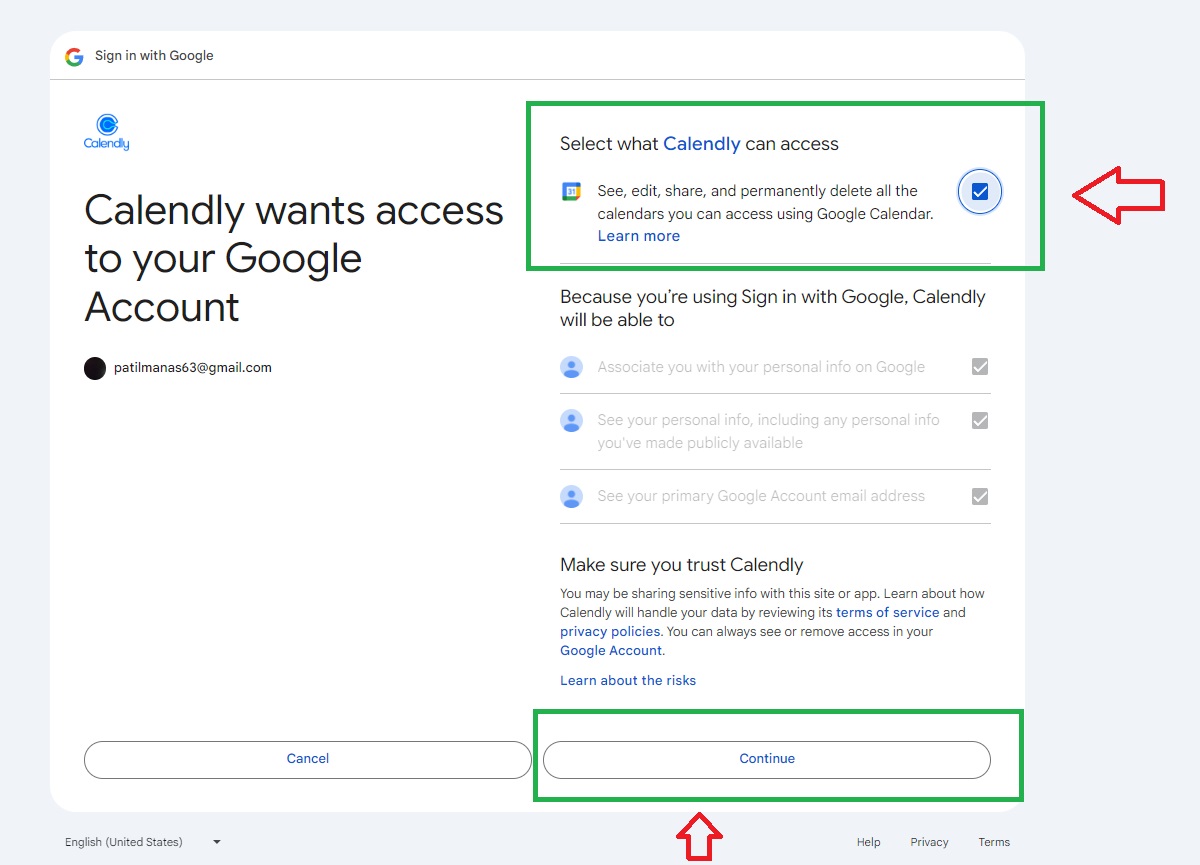 Sign in with Google
Calendly
Calendly wants access
to your Google
Account
patilmanas63@gmail.com
Select what Calendly can access
31
See, edit, share, and permanently delete all the
calendars you can access using Google Calendar.
Learn more
Because you’re using Sign in with Google, Calendly
will be able to
Associate you with your personal info on Google
See your personal info, including any personal info
you've made publicly available
See your primary Google Account email address
Make sure you trust Calendly
You may be sharing sensitive info with this site or app. Learn about how
Calendly will handle your data by reviewing its terms of service and
privacy policies. You can always see or remove access in your
Google Account.
Learn about the risks
Cancel
Continue
English (United States)
Help
Privacy
Terms